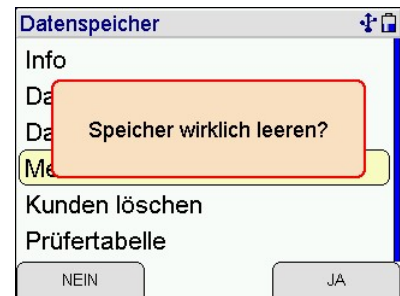 Datenspeicher
Info
Da
Da
Speicher wirklich leeren?
Me
Kunden löschen
Prüfertabelle
NEIN
JA